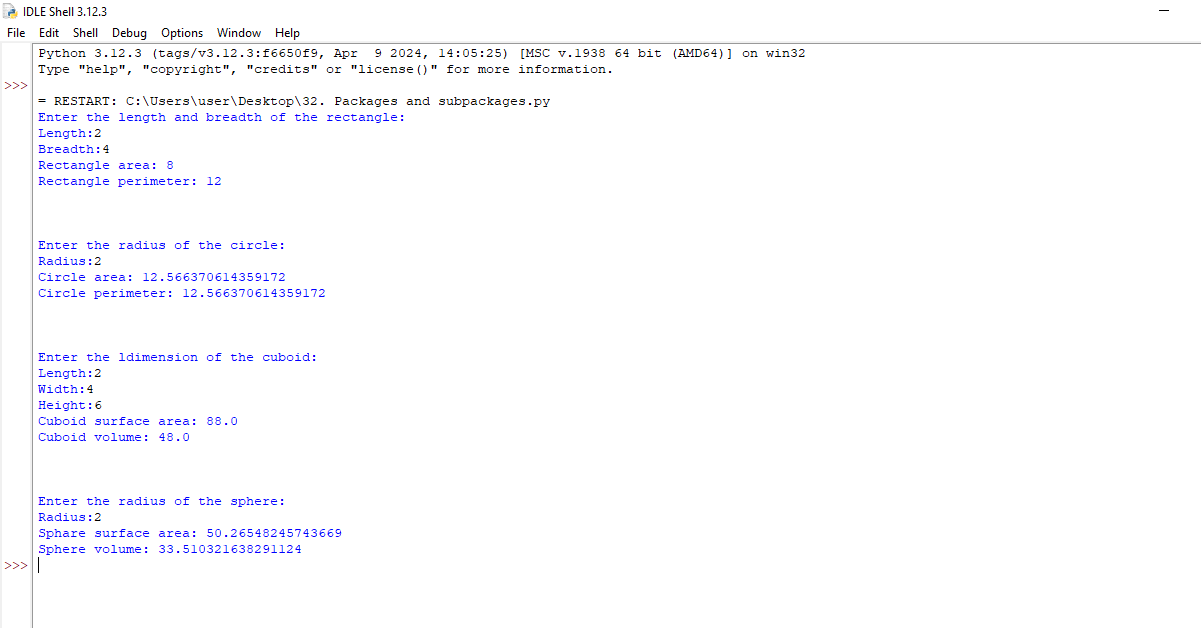 IDLE Shell 3.12.3
File Edit Shell Debug Options Window Help
Python 3.12.3 (tags/v3.12.3:f6650f9, Apr  9 2024, 14:05:25) [MSC v.1938 64 bit (AMD64)] on win32
Type "help", "copyright", "credits" or "license()" for more information.
>>>
= RESTART: C:\Users\user\Desktop\32. Packages and subpackages.py
Enter the length and breadth of the rectangle:
Length:2
Breadth:4
Rectangle area: 8
Rectangle perimeter: 12
Enter the radius of the circle:
Radius:2
Circle area: 12.566370614359172
Circle perimeter: 12.566370614359172
Enter the ldimension of the cuboid:
Length:2
Width:4
Height:6
Cuboid surface area: 88.0
Cuboid volume: 48.0
Enter the radius of the sphere:
Radius:2
Sphare surface area: 50.26548245743669
Sphere volume: 33.510321638291124
>>>